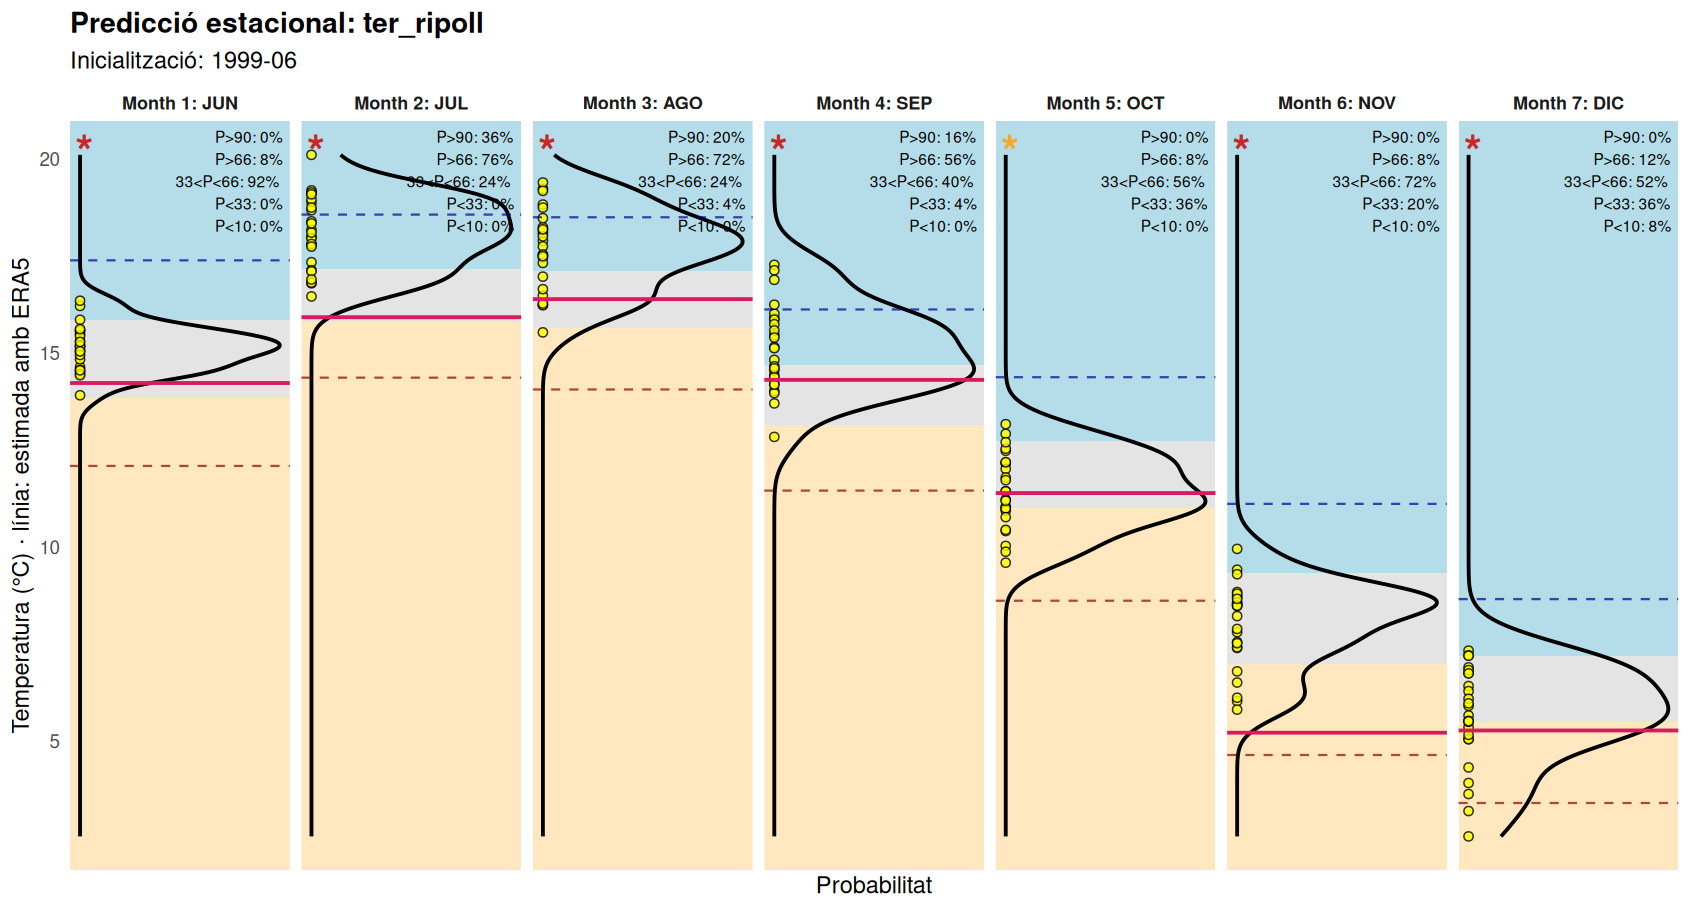 Predicció estacional: ter_ripoll
Inicialització: 1999-06
Month 1: JUN
Month 2: JUL
Month 3: AGO
Month 4: SEP
Month 5: OCT
Month 6: NOV
Month 7: DIC
*
P>90: 0%
P>66: 8%
33<P<66: 92%
P<33: 0%
P<10: 0%
*
P>90: 36%
P>66: 76%
33<P<66: 24%
P<33: 0%
P<10: 0%
*
P>90: 20%
P>66: 72%
33<P<66: 24%
P<33: 4%
P<10: 0%
*
P>90: 16%
P>66: 56%
33<P<66: 40%
P<33: 4%
P<10: 0%
*
P>90: 0%
P>66: 8%
33<P<66: 56%
P<33: 36%
P<10: 0%
*
P>90: 0%
P>66: 8%
33<P<66: 72%
P<33: 20%
P<10: 0%
*
P>90: 0%
P>66: 12%
33<P<66: 52%
P<33: 36%
P<10: 8%
20
15
10
5
Temperatura (°C) · línia: estimada amb ERA5
Probabilitat